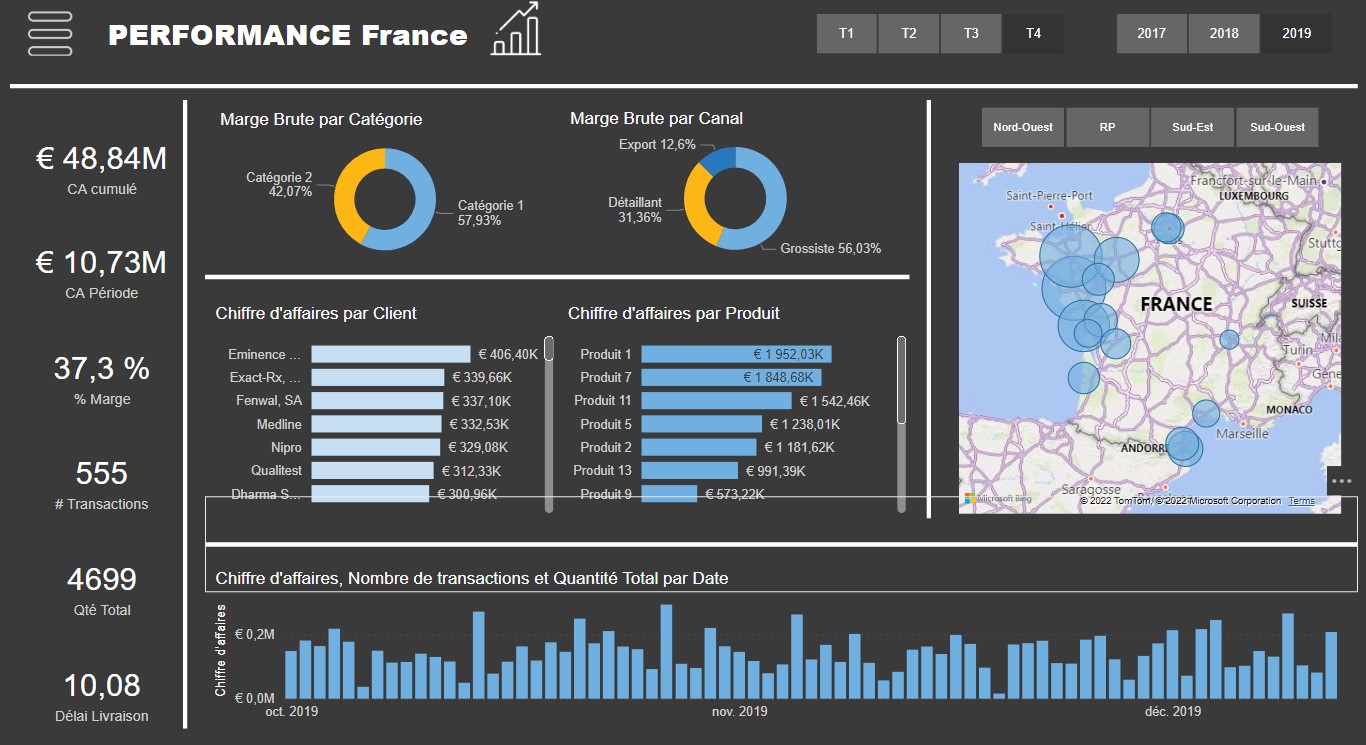 PERFORMANCE France
T1
T2
T3
T4
2017
2018
2019
€ 48,84M
CA cumulé
€ 10,73M
CA Période
37,3 %
% Marge
555
# Transactions
4699
Qté Total
10,08
Délai Livraison
Marge Brute par Catégorie
Catégorie 2
42,07%
Catégorie 1
57,93%
Marge Brute par Canal
Export 12,6%
Détaillant
31,36%
Grossiste 56,03%
Chiffre d'affaires par Client
Eminence ... € 406,40K
Exact-Rx, ... € 339,66K
Fenwal, SA € 337,10K
Medline € 332,53K
Nipro € 329,08K
Qualitest € 312,33K
Dharma S... € 300,96K
Chiffre d'affaires par Produit
Produit 1 € 1 952,03K
Produit 7 € 1 848,68K
Produit 11 € 1 542,46K
Produit 5 € 1 238,01K
Produit 2 € 1 181,62K
Produit 13 € 991,39K
Produit 9 € 573,22K
Nord-Ouest
RP
Sud-Est
Sud-Ouest
Francfort-sur-le-Main
LUXEMBOURG
Saint-Pierre-Port
Saint-Hélier
Stuttg
FRANCE
SUISSE
Mila
Turin
Gêne
MONACO
Marseille
ANDORRE
Saragosse
Microsoft Bing
© 2022 TomTom, © 2022 Microsoft Corporation Terms
Chiffre d'affaires, Nombre de transactions et Quantité Total par Date
Chiffre d'affaires
€ 0,2M
€ 0,0M
oct. 2019
nov. 2019
déc. 2019